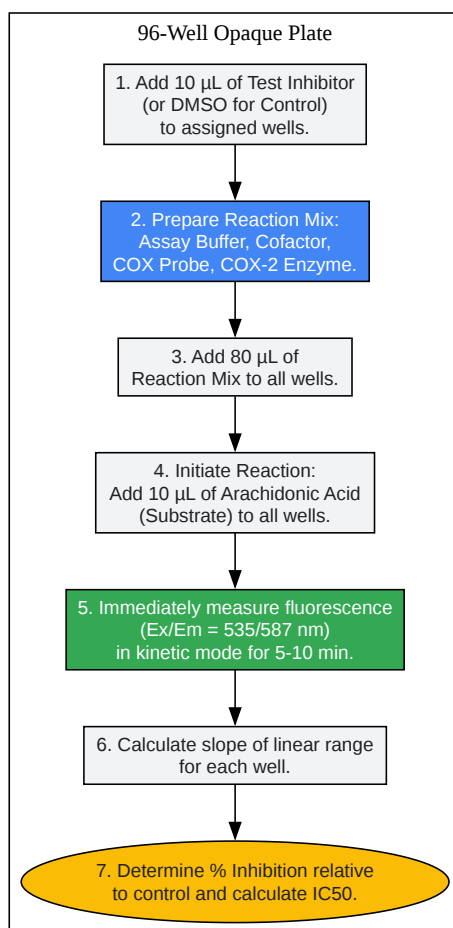 96-Well Opaque Plate
1. Add 10 µL of Test Inhibitor
(or DMSO for Control)
to assigned wells.
2. Prepare Reaction Mix:
Assay Buffer, Cofactor,
COX Probe, COX-2 Enzyme.
3. Add 80 µL of
Reaction Mix to all wells.
4. Initiate Reaction:
Add 10 µL of Arachidonic Acid
(Substrate) to all wells.
5. Immediately measure fluorescence
(Ex/Em = 535/587 nm)
in kinetic mode for 5-10 min.
6. Calculate slope of linear range
for each well.
7. Determine % Inhibition relative
to control and calculate IC50.